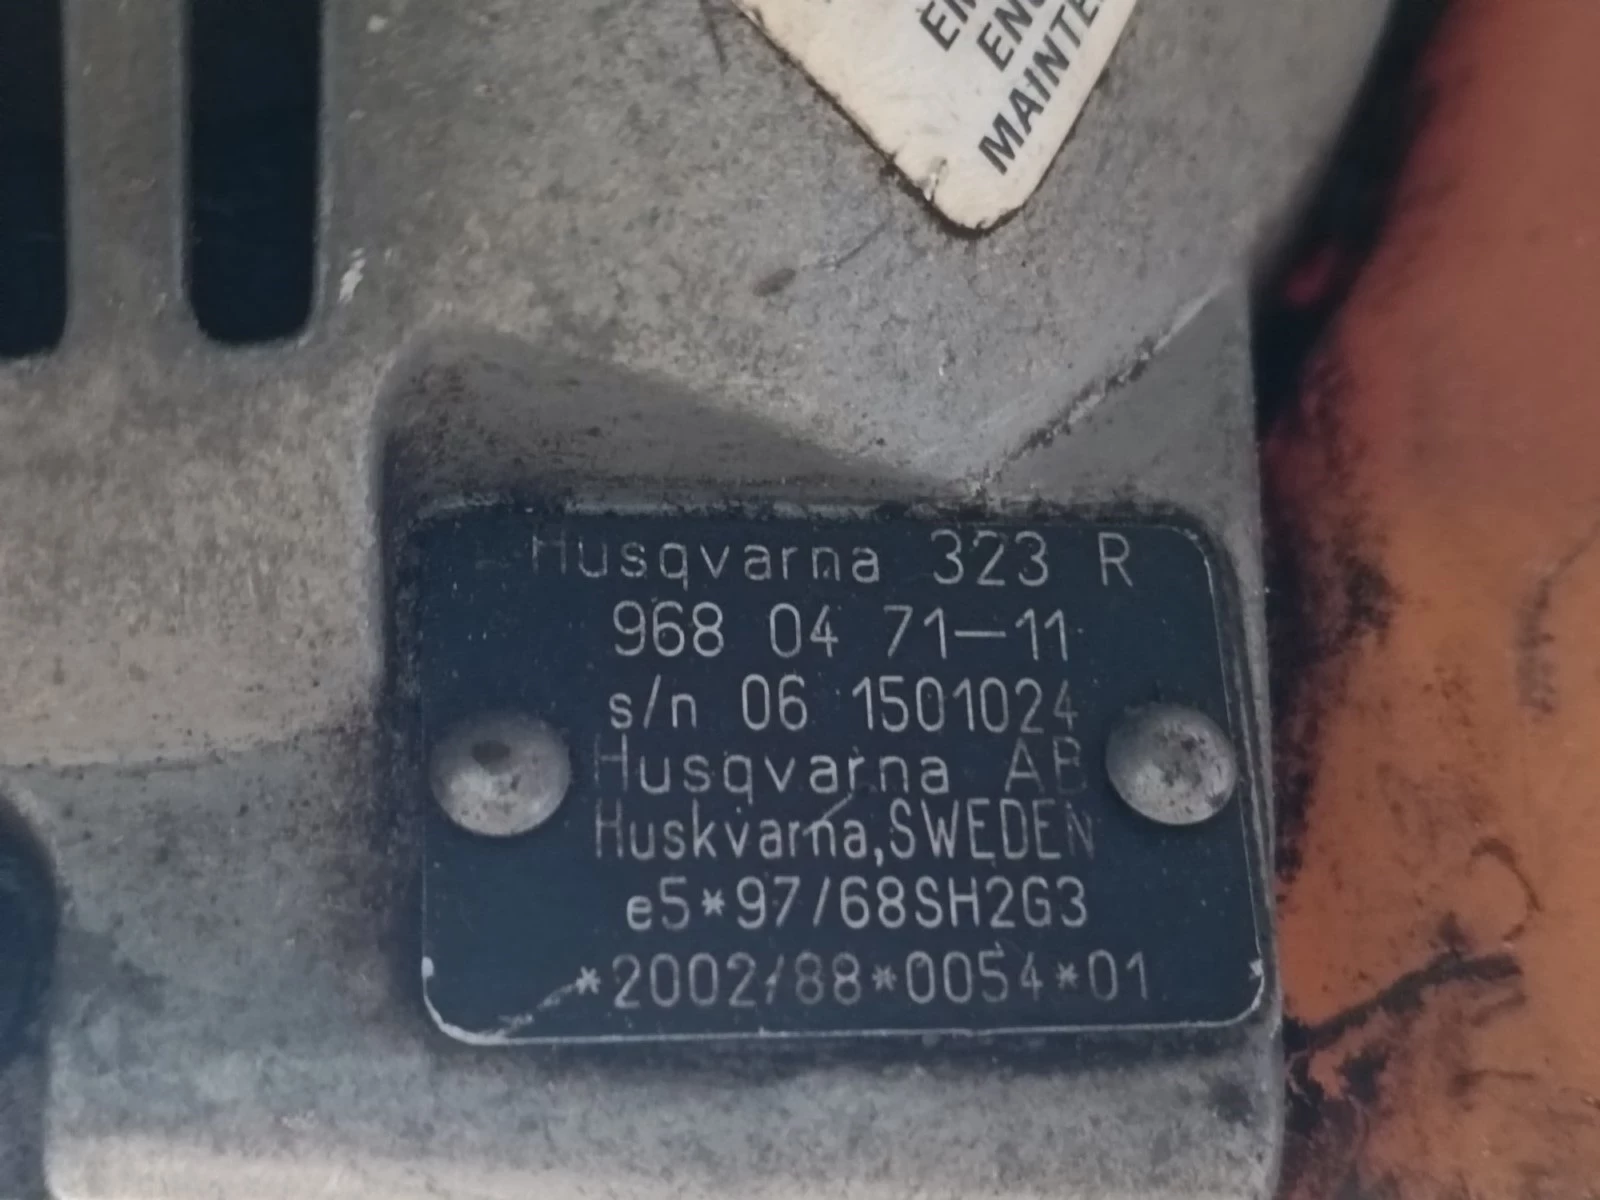 MAINTE
Husqvarna 323 R
968 04 71-11
s/n 06 1501024
Husqvarna AB
Huskvarna,SWEDEN
e5*97/68SH2G3
*2002/88*0054*01